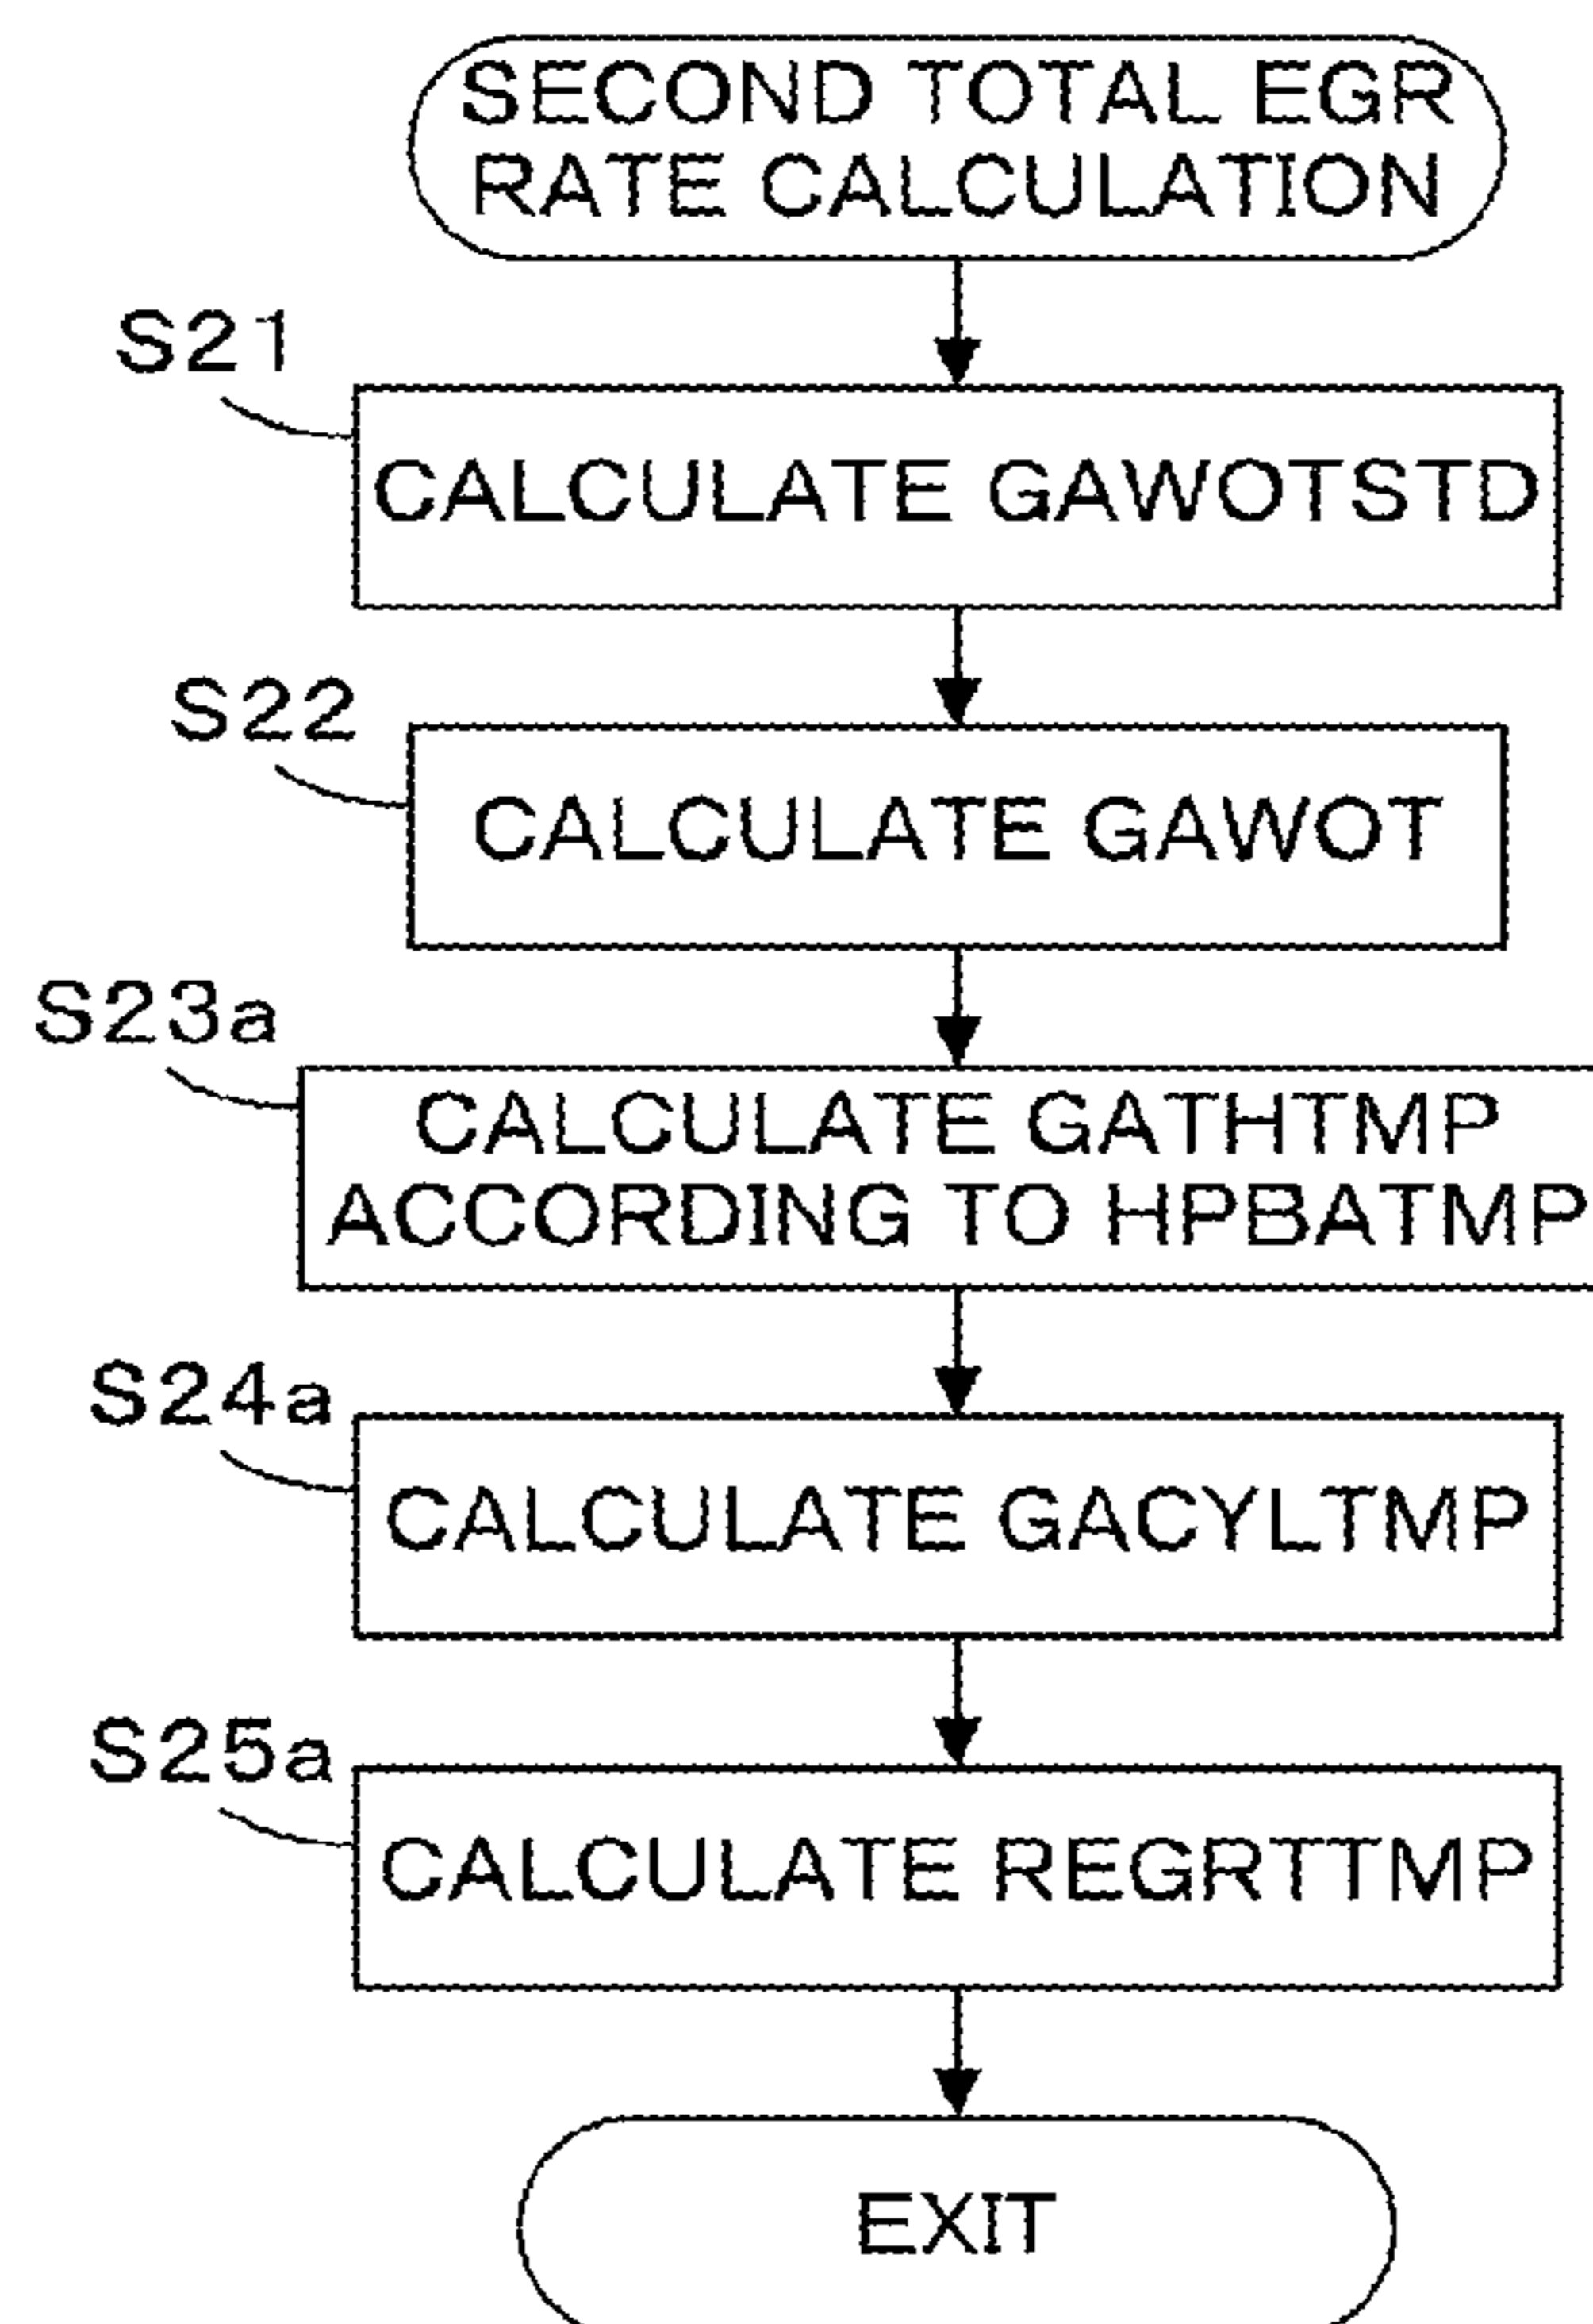 SECOND TOTAL EGR
RATE CALCULATION
S21
CALCULATE GAWOTSTD
S22
CALCULATE GAWOT
S23a
CALCULATE GATHTMP
ACCORDING TO HPBATMP
S24a
CALCULATE GACYLTMP
S25a
CALCULATE REGRTTMP
EXIT